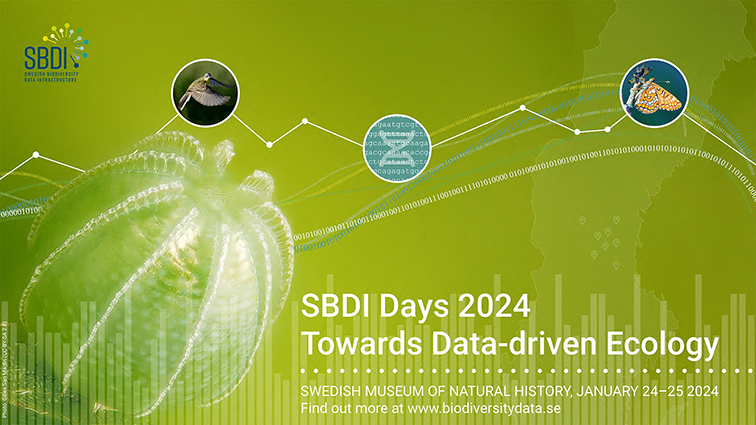 SBDI
SWEDISH BIODIVERSITY
DATA INFRASTRUCTURE
SBDI Days 2024
Towards Data-driven Ecology
SWEDISH MUSEUM OF NATURAL HISTORY, JANUARY 24–25 2024
Find out more at www.biodiversitydata.se